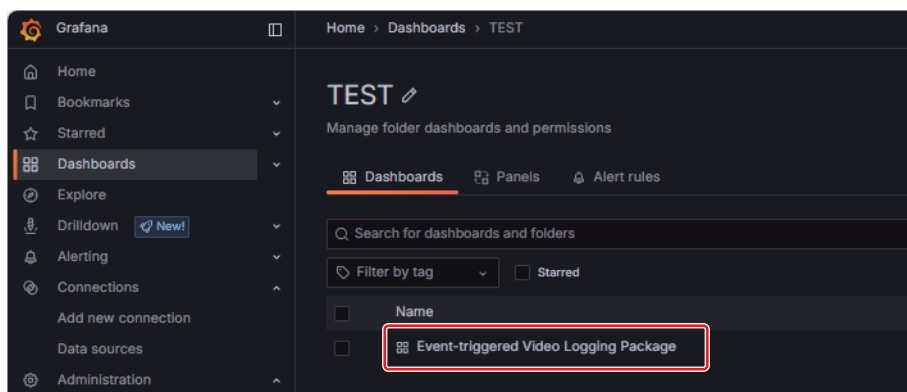 Grafana
Home › Dashboards › TEST
Home
Bookmarks
Starred
Dashboards
Explore
Drilldown New!
Alerting
Connections
Add new connection
Data sources
Administration
TEST
Manage folder dashboards and permissions
Dashboards Panels Alert rules
Search for dashboards and folders
Filter by tag Starred
Name
Event-triggered Video Logging Package